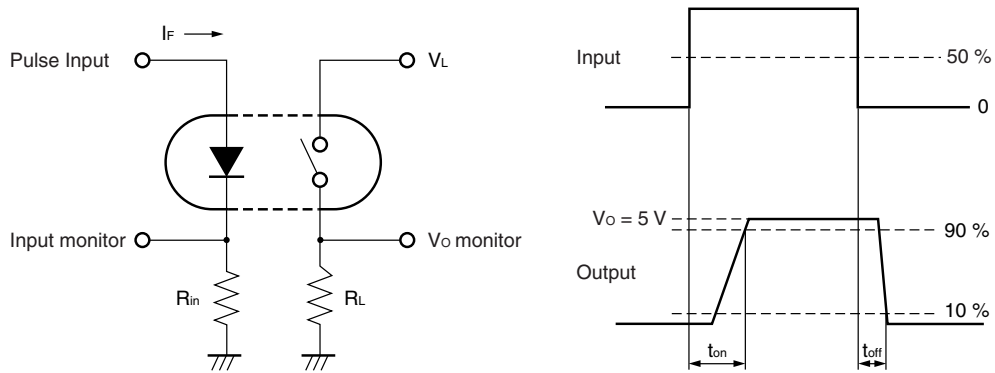 IF
Pulse Input
VL
Input monitor
VO monitor
Rin
RL
Input
50 %
0
VO = 5 V
90 %
Output
10 %
ton
toff